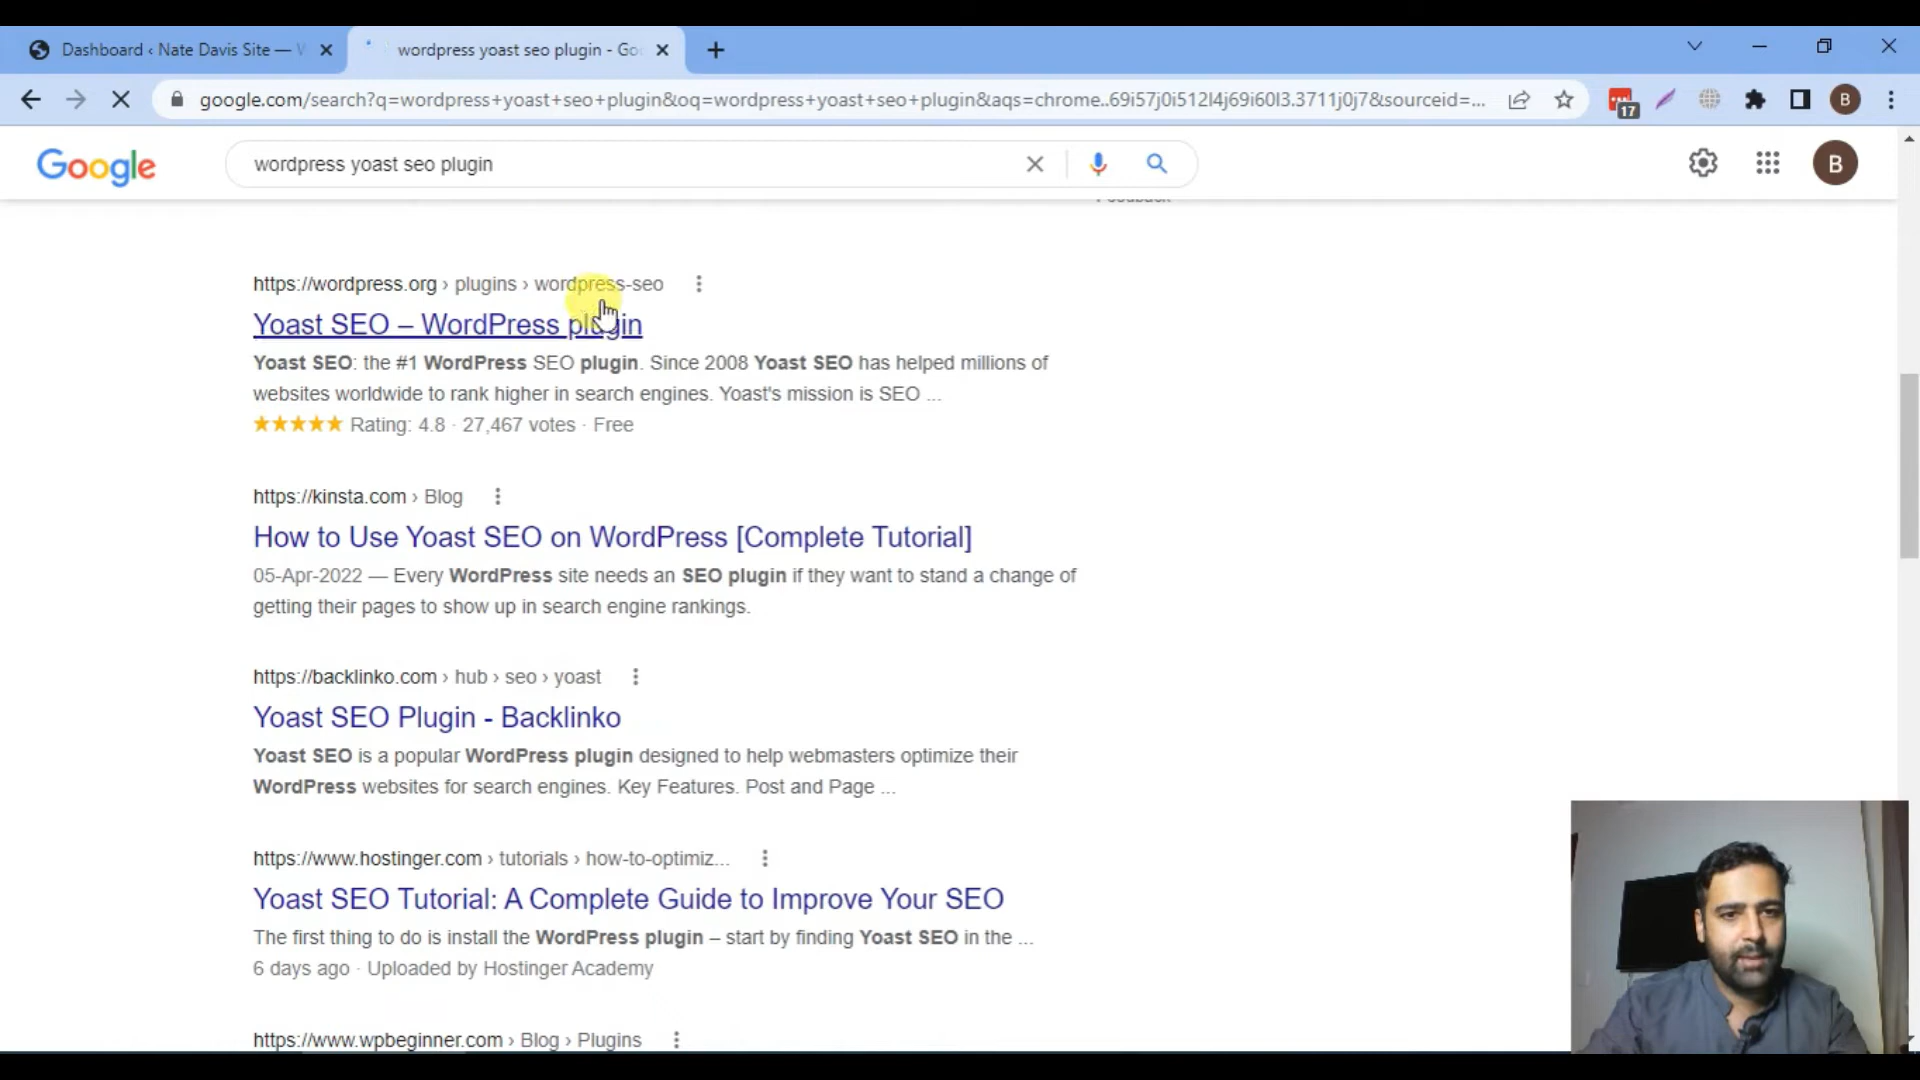 Dashboard ‹ Nate Davis Site — W
wordpress yoast seo plugin - Go
google.com/search?q=wordpress+yoast+seo+plugin&oq=wordpress+yoast+seo+plugin&aqs=chrome..69i57j0i512l4j69i60l3.3711j0j7&sourceid=...
17
B
Google
wordpress yoast seo plugin
B
Feedback
https://wordpress.org › plugins › wordpress-seo
Yoast SEO – WordPress plugin
Yoast SEO: the #1 WordPress SEO plugin. Since 2008 Yoast SEO has helped millions of
websites worldwide to rank higher in search engines. Yoast's mission is SEO ...
Rating: 4.8 · 27,467 votes · Free
https://kinsta.com › Blog
How to Use Yoast SEO on WordPress [Complete Tutorial]
05-Apr-2022 — Every WordPress site needs an SEO plugin if they want to stand a change of
getting their pages to show up in search engine rankings.
https://backlinko.com › hub › seo › yoast
Yoast SEO Plugin - Backlinko
Yoast SEO is a popular WordPress plugin designed to help webmasters optimize their
WordPress websites for search engines. Key Features. Post and Page ...
https://www.hostinger.com › tutorials › how-to-optimiz...
Yoast SEO Tutorial: A Complete Guide to Improve Your SEO
The first thing to do is install the WordPress plugin – start by finding Yoast SEO in the ...
6 days ago · Uploaded by Hostinger Academy
https://www.wpbeginner.com › Blog › Plugins